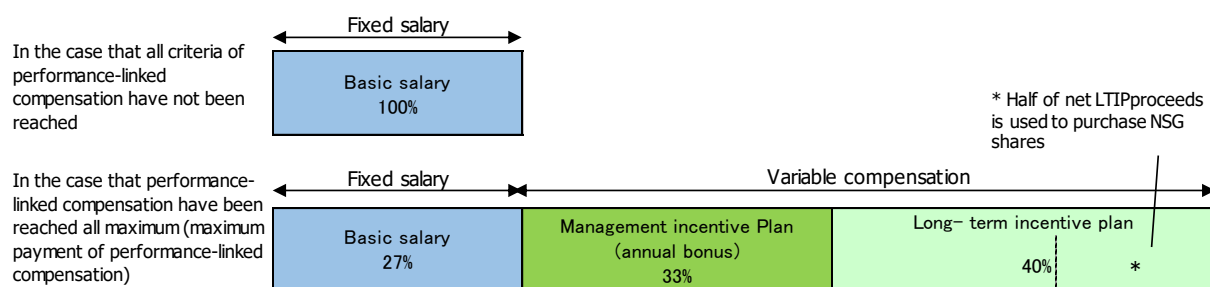 Fixed salary
In the case that all criteria of
performance-linked
compensation have not been
reached
Basic salary
100%
* Half of net LTIPproceeds
is used to purchase NSG
shares
In the case that performance-
linked compensation have been
reached all maximum (maximum
payment of performance-linked
compensation)
Fixed salary
Variable compensation
Basic salary
27%
Management incentive Plan
(annual bonus)
33%
Long- term incentive plan
40%
*